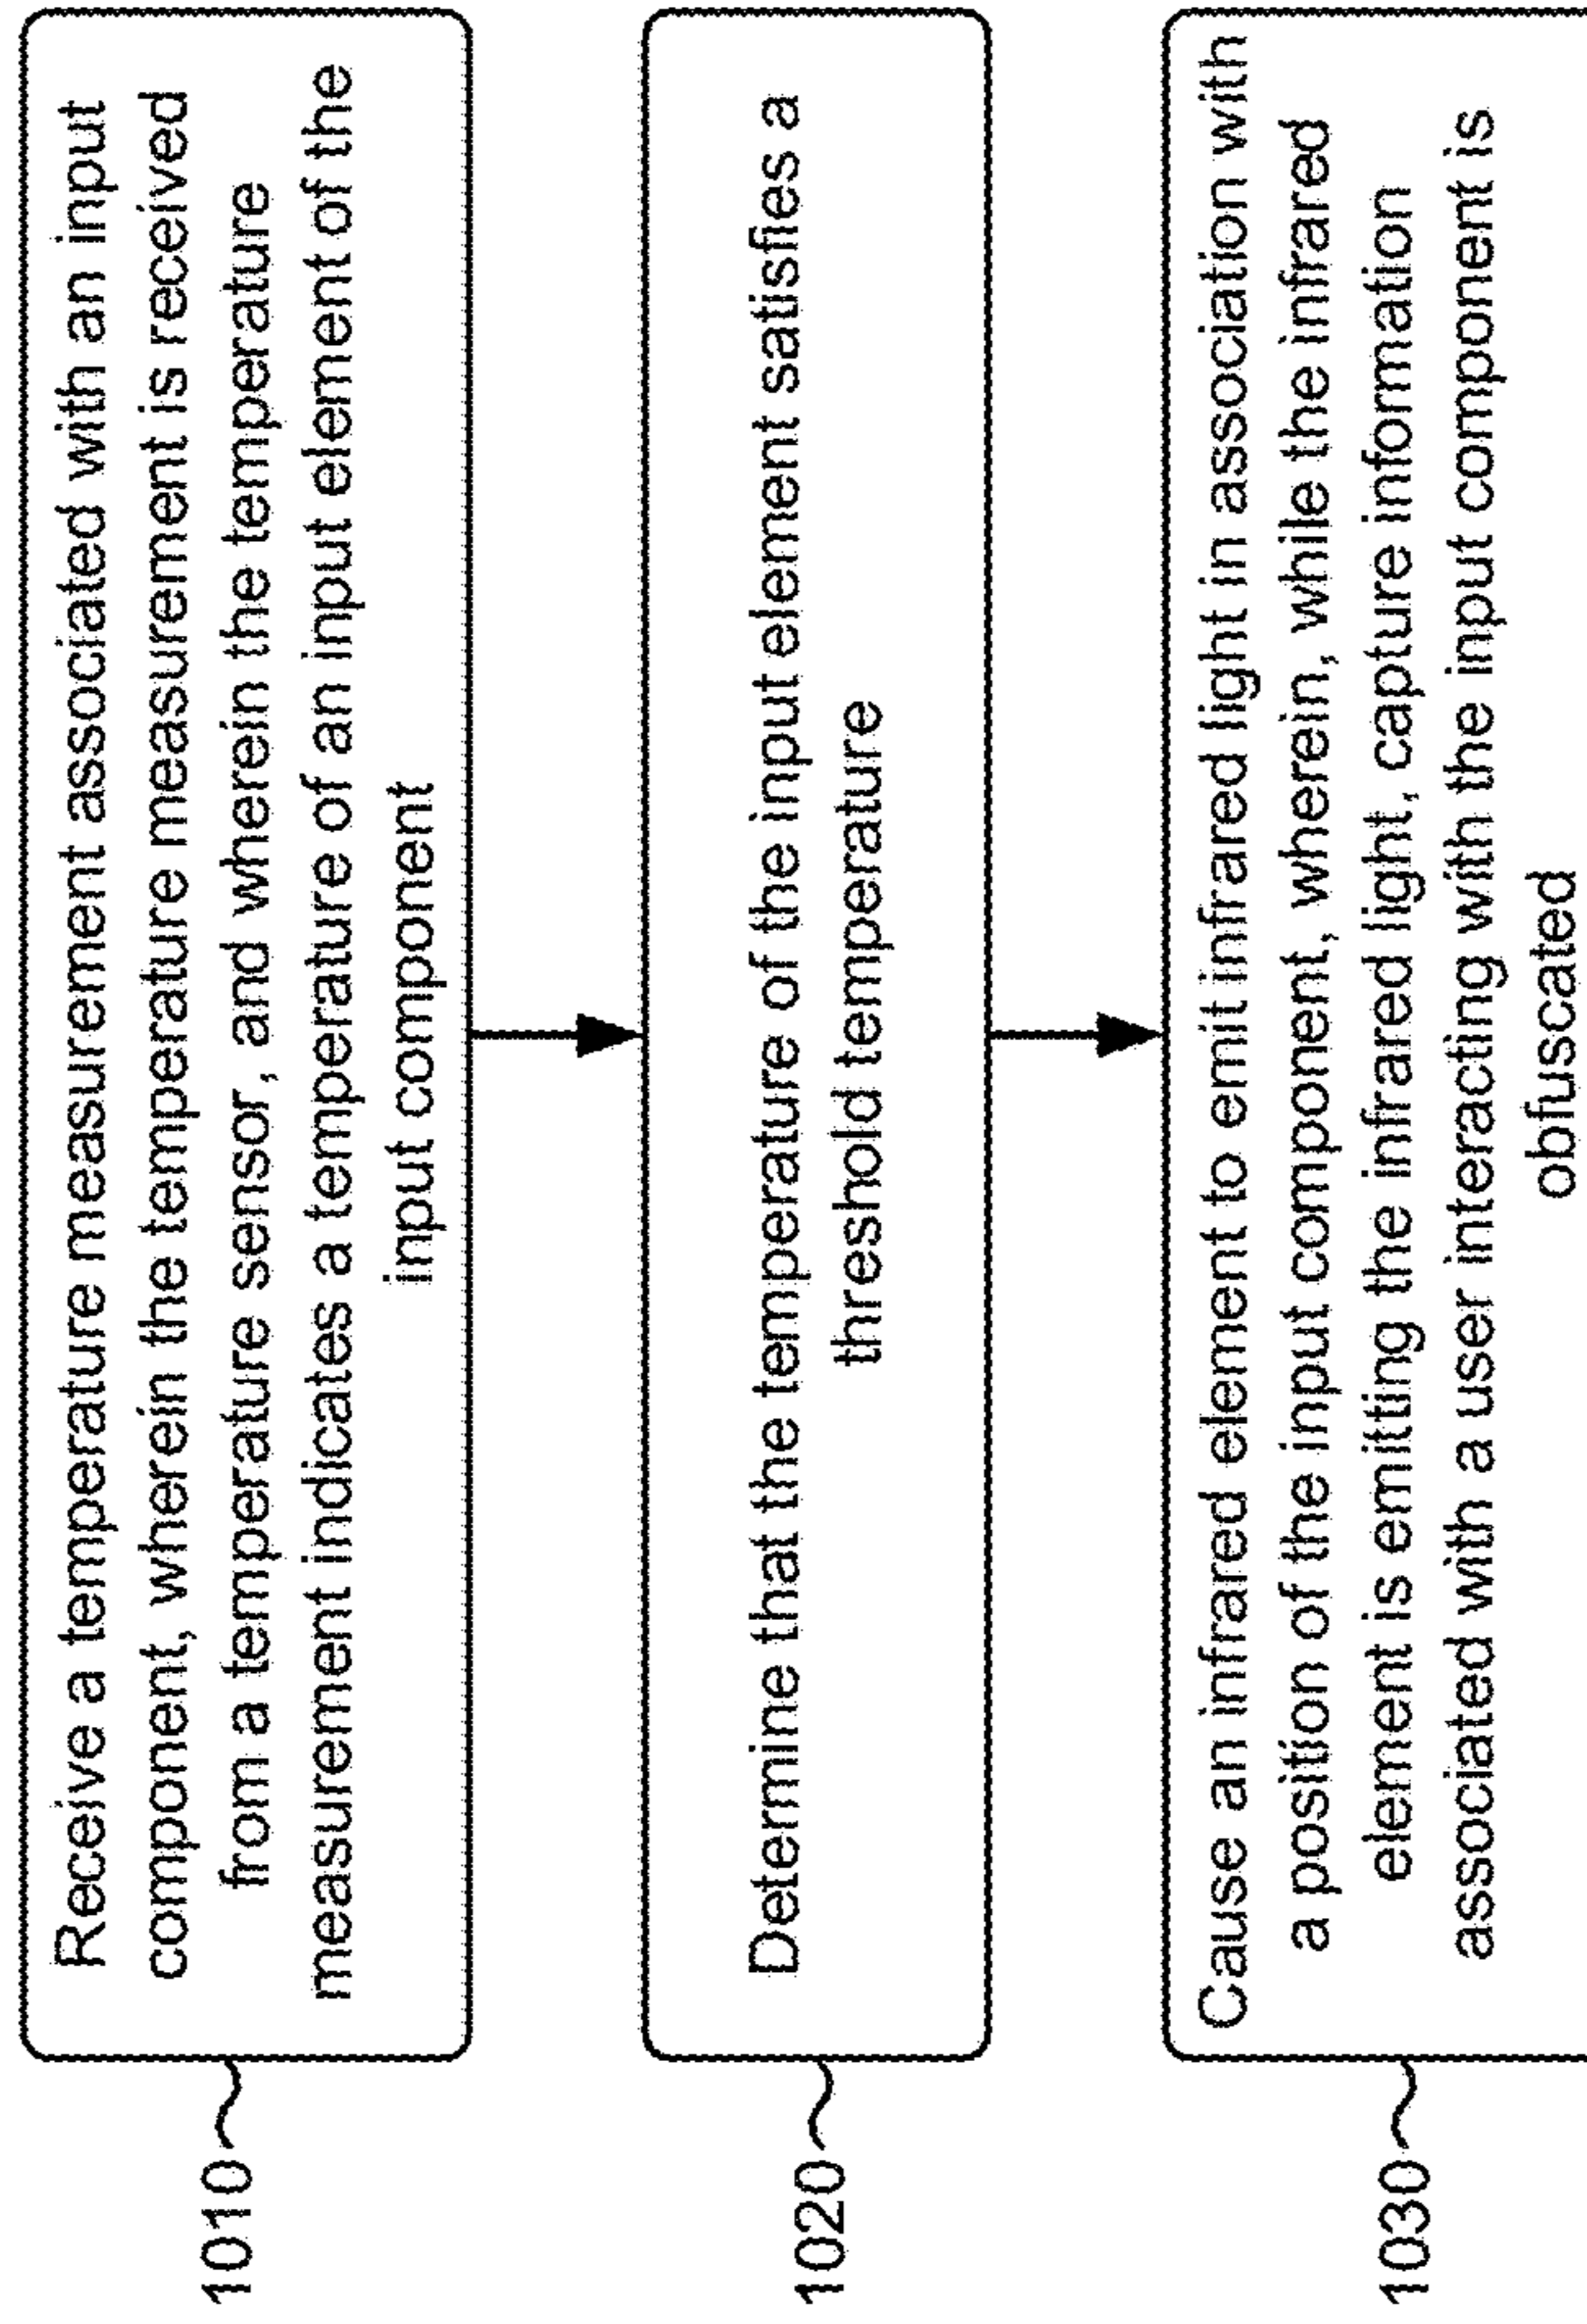 1010
Receive a temperature measurement associated with an input
component, wherein the temperature measurement is received
from a temperature sensor, and wherein the temperature
measurement indicates a temperature of an input element of the
input component
1020
Determine that the temperature of the input element satisfies a
threshold temperature
1030
Cause an infrared element to emit infrared light in association with
a position of the input component, wherein, while the infrared
element is emitting the infrared light, capture information
associated with a user interacting with the input component is
obfuscated